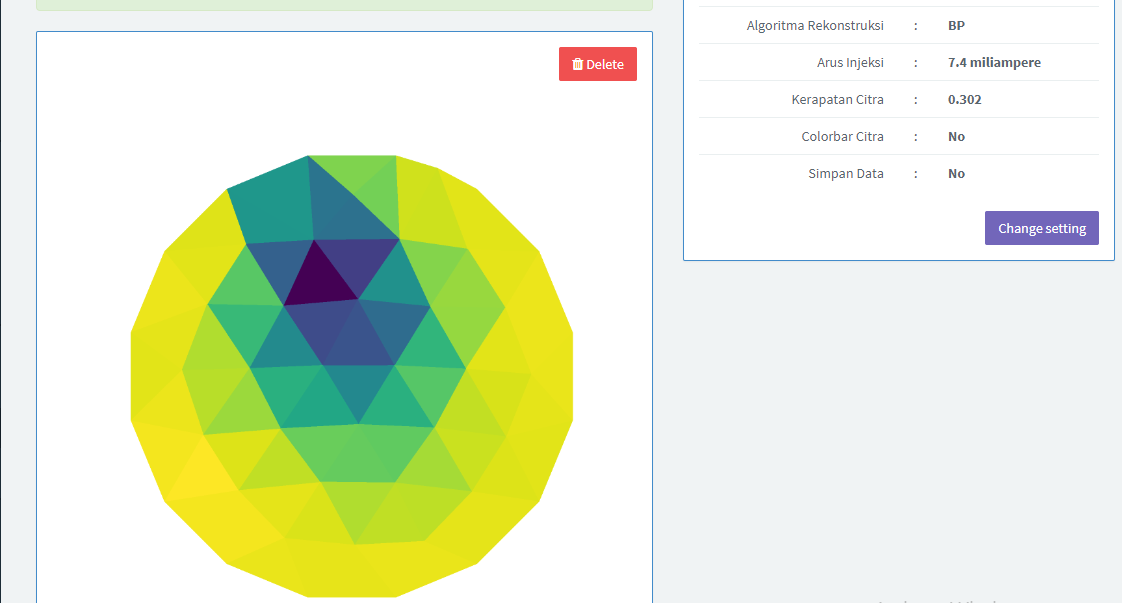 Delete
Algoritma Rekonstruksi : BP
Arus Injeksi : 7.4 miliampere
Kerapatan Citra : 0.302
Colorbar Citra : No
Simpan Data : No
Change setting